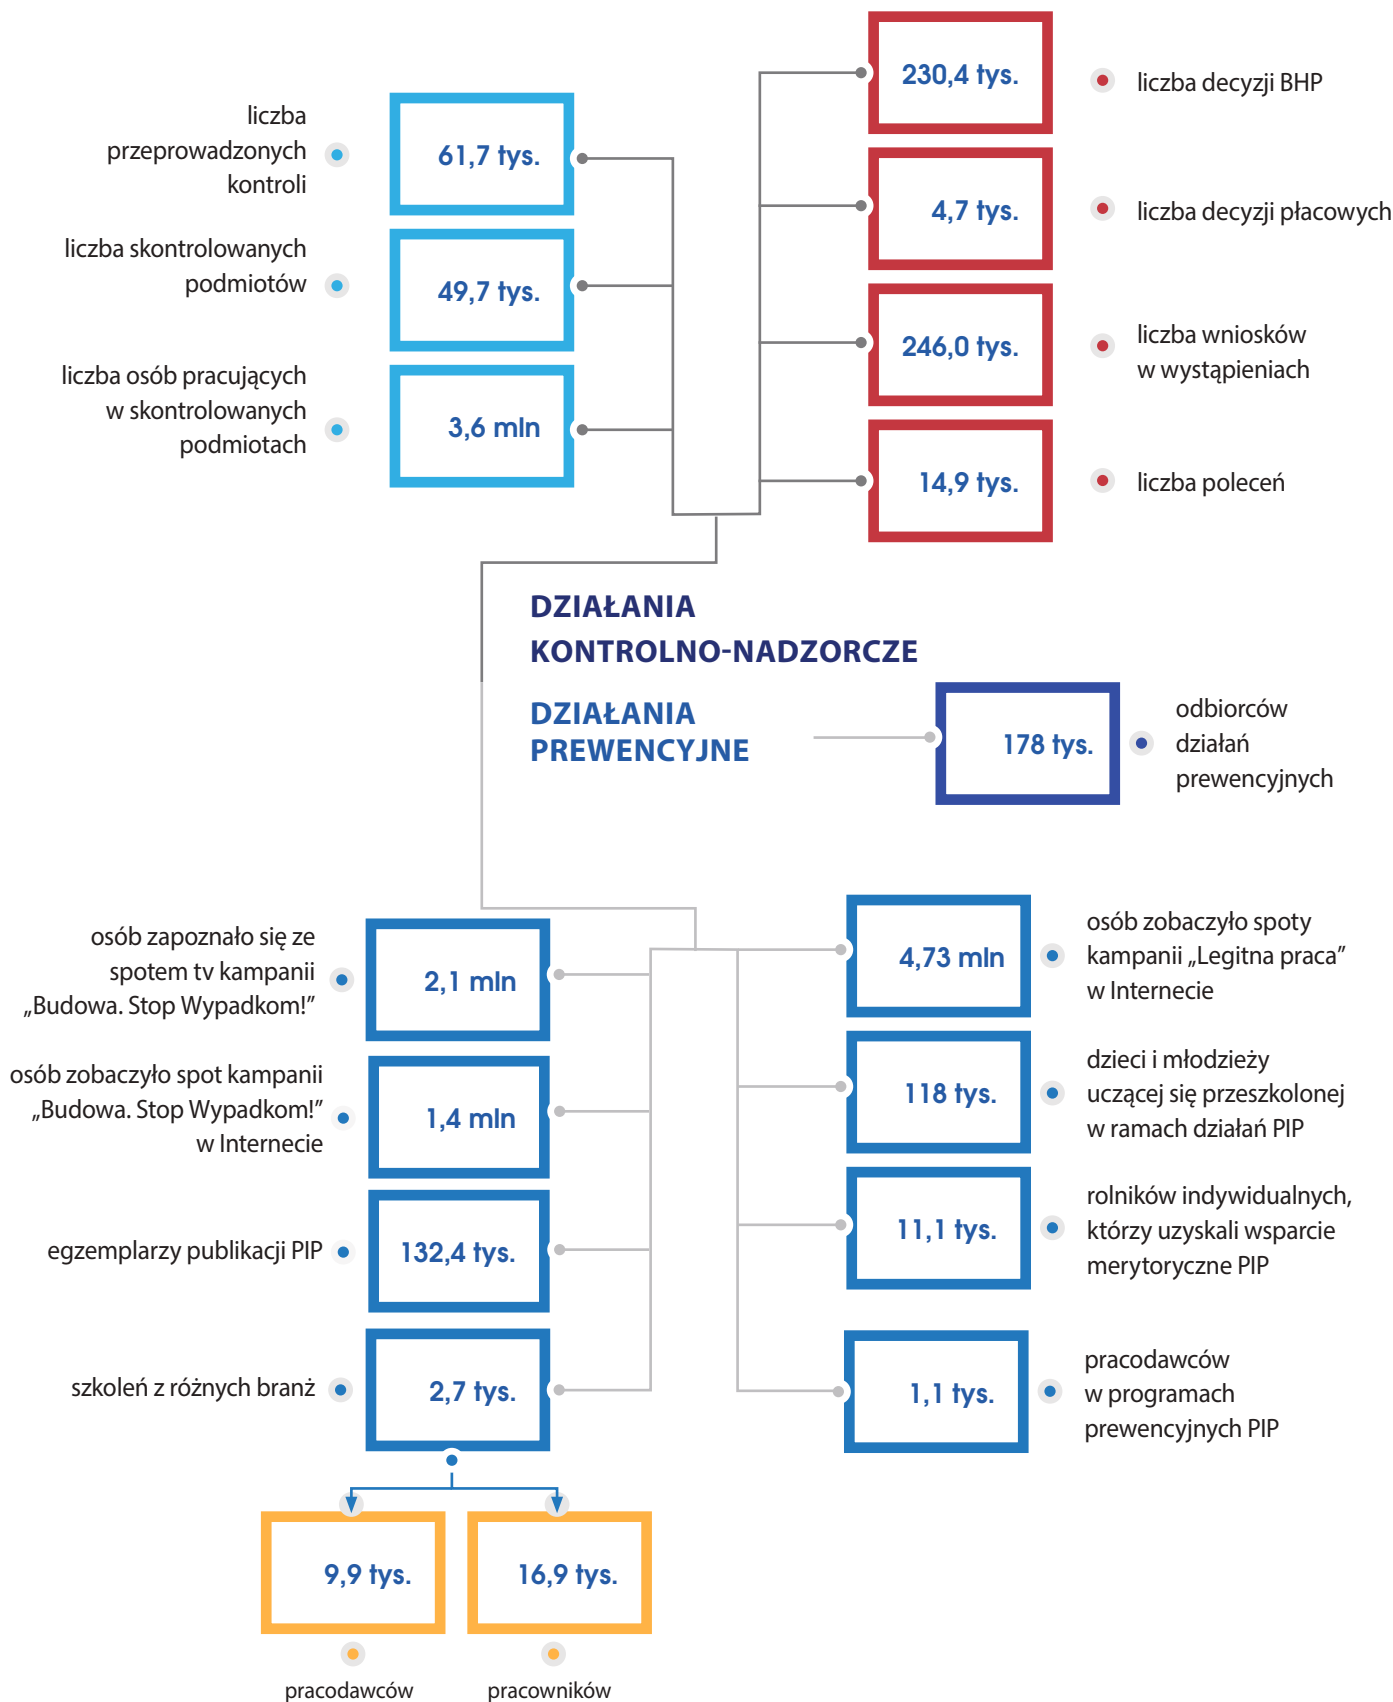 liczba
przeprowadzonych
kontroli
61,7 tys.
liczba skontrolowanych
podmiotów
49,7 tys.
liczba osób pracujących
w skontrolowanych
podmiotach
3,6 mln
230,4 tys.
liczba decyzji BHP
4,7 tys.
liczba decyzji płacowych
246,0 tys.
liczba wniosków
w wystąpieniach
14,9 tys.
liczba poleceń
DZIAŁANIA
KONTROLNO-NADZORCZE
DZIAŁANIA
PREWENCYJNE
178 tys.
odbiorców
działań
prewencyjnych
osób zapoznało się ze
spotem tv kampanii
„Budowa. Stop Wypadkom!”
2,1 mln
osób zobaczyło spot kampanii
„Budowa. Stop Wypadkom!”
w Internecie
1,4 mln
egzemplarzy publikacji PIP
132,4 tys.
szkoleń z różnych branż
2,7 tys.
4,73 mln
osób zobaczyło spoty
kampanii „Legitna praca”
w Internecie
118 tys.
dzieci i młodzieży
uczącej się przeszkolonej
w ramach działań PIP
11,1 tys.
rolników indywidualnych,
którzy uzyskali wsparcie
merytoryczne PIP
1,1 tys.
pracodawców
w programach
prewencyjnych PIP
9,9 tys.
pracodawców
16,9 tys.
pracowników